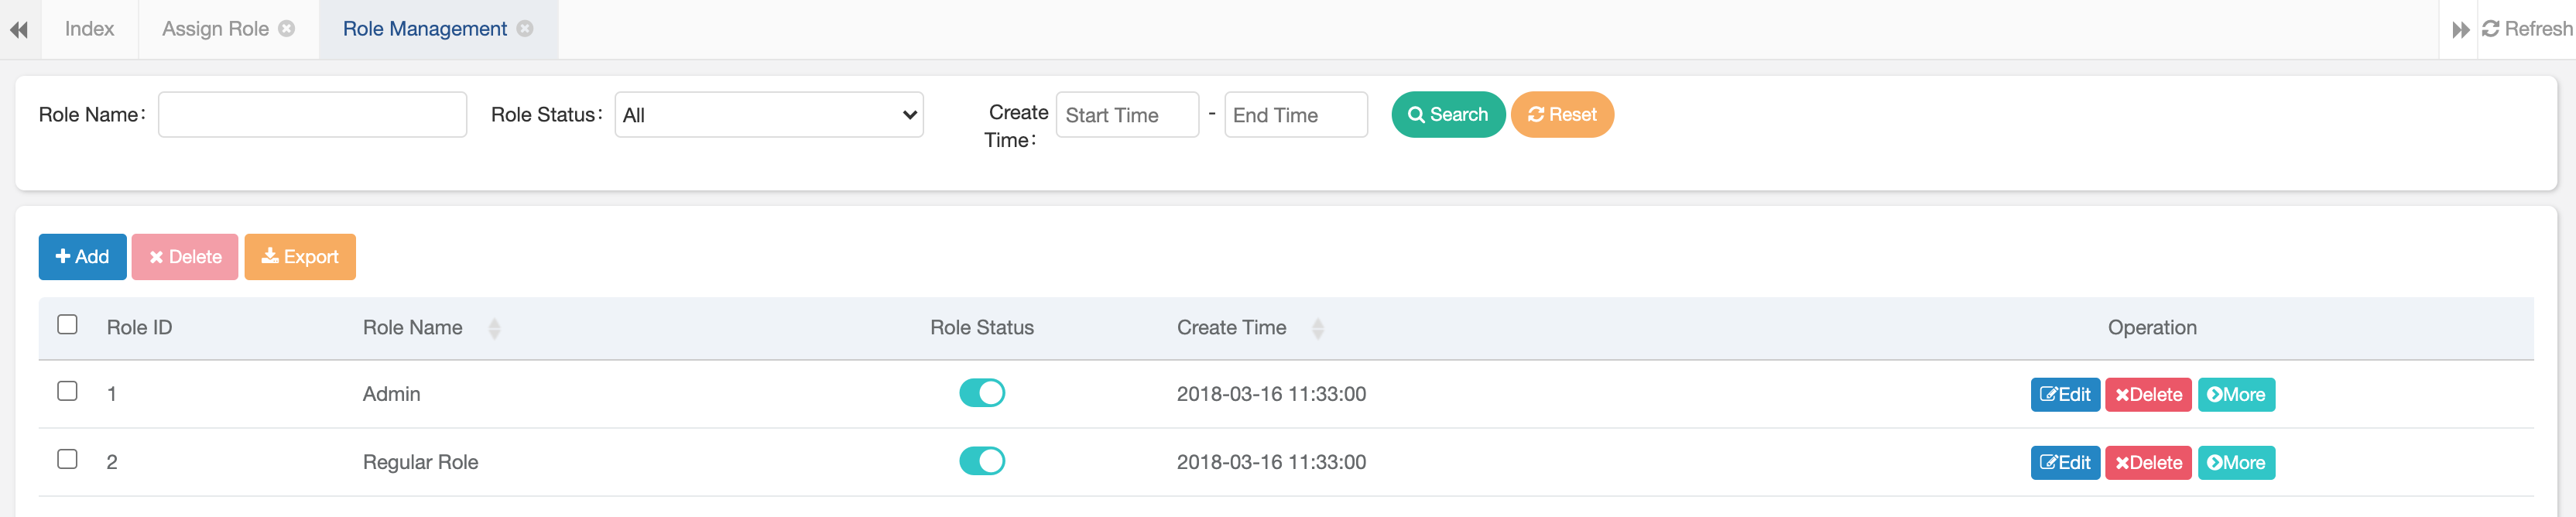 Index Assign Role Role Management Refresh
Role Name: Role Status: All Create Time: Start Time - End Time Search Reset
Add Delete Export
Role ID Role Name Role Status Create Time Operation
1 Admin 2018-03-16 11:33:00 Edit Delete More
2 Regular Role 2018-03-16 11:33:00 Edit Delete More